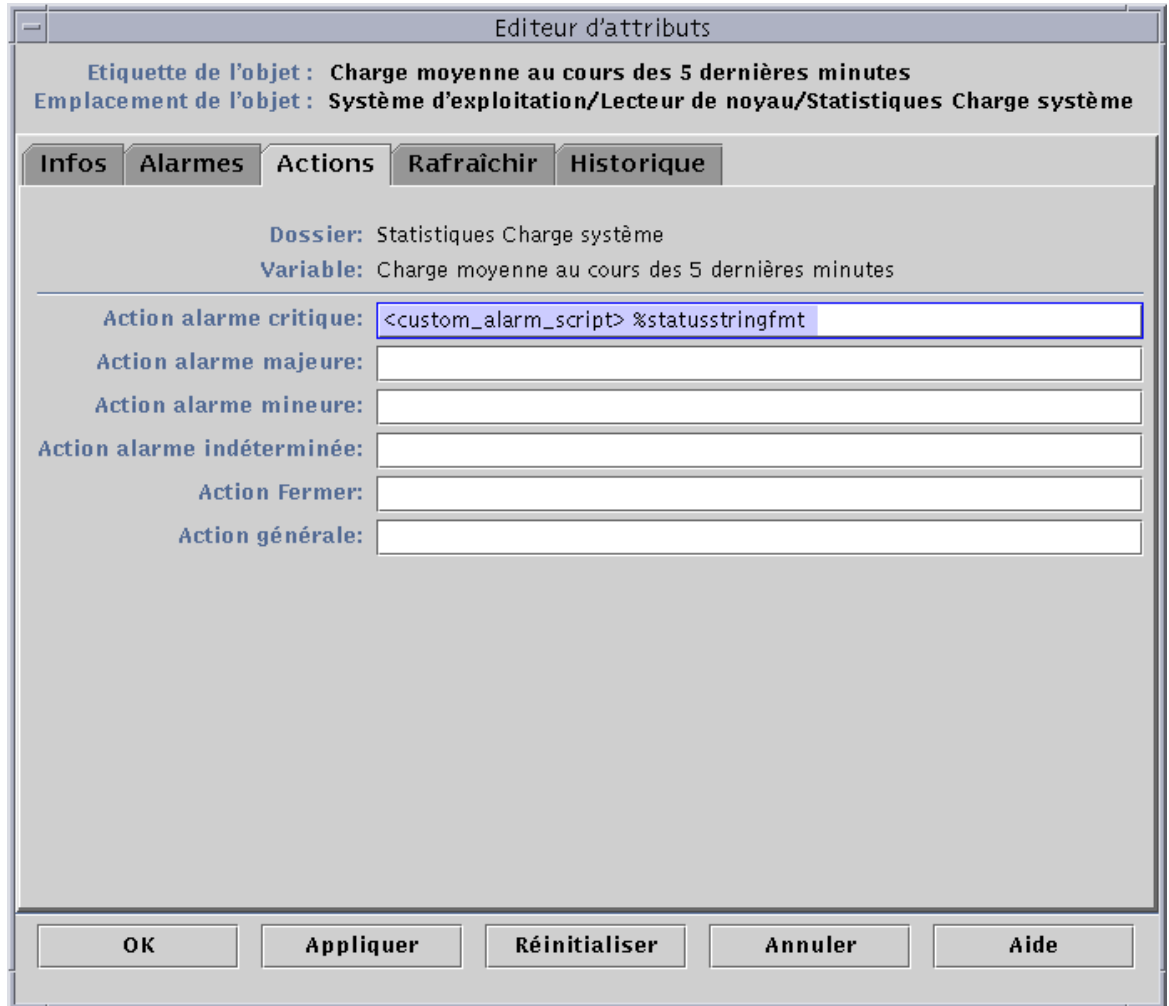 Editeur d'attributs
Etiquette de l'objet : Charge moyenne au cours des 5 dernières minutes
Emplacement de l'objet : Système d'exploitation/Lecteur de noyau/Statistiques Charge système
Infos Alarmes Actions Rafraîchir Historique
Dossier: Statistiques Charge système
Variable: Charge moyenne au cours des 5 dernières minutes
Action alarme critique: <custom_alarm_script> %statusstringfmt
Action alarme majeure:
Action alarme mineure:
Action alarme indéterminée:
Action Fermer:
Action générale:
OK Appliquer Réinitialiser Annuler Aide